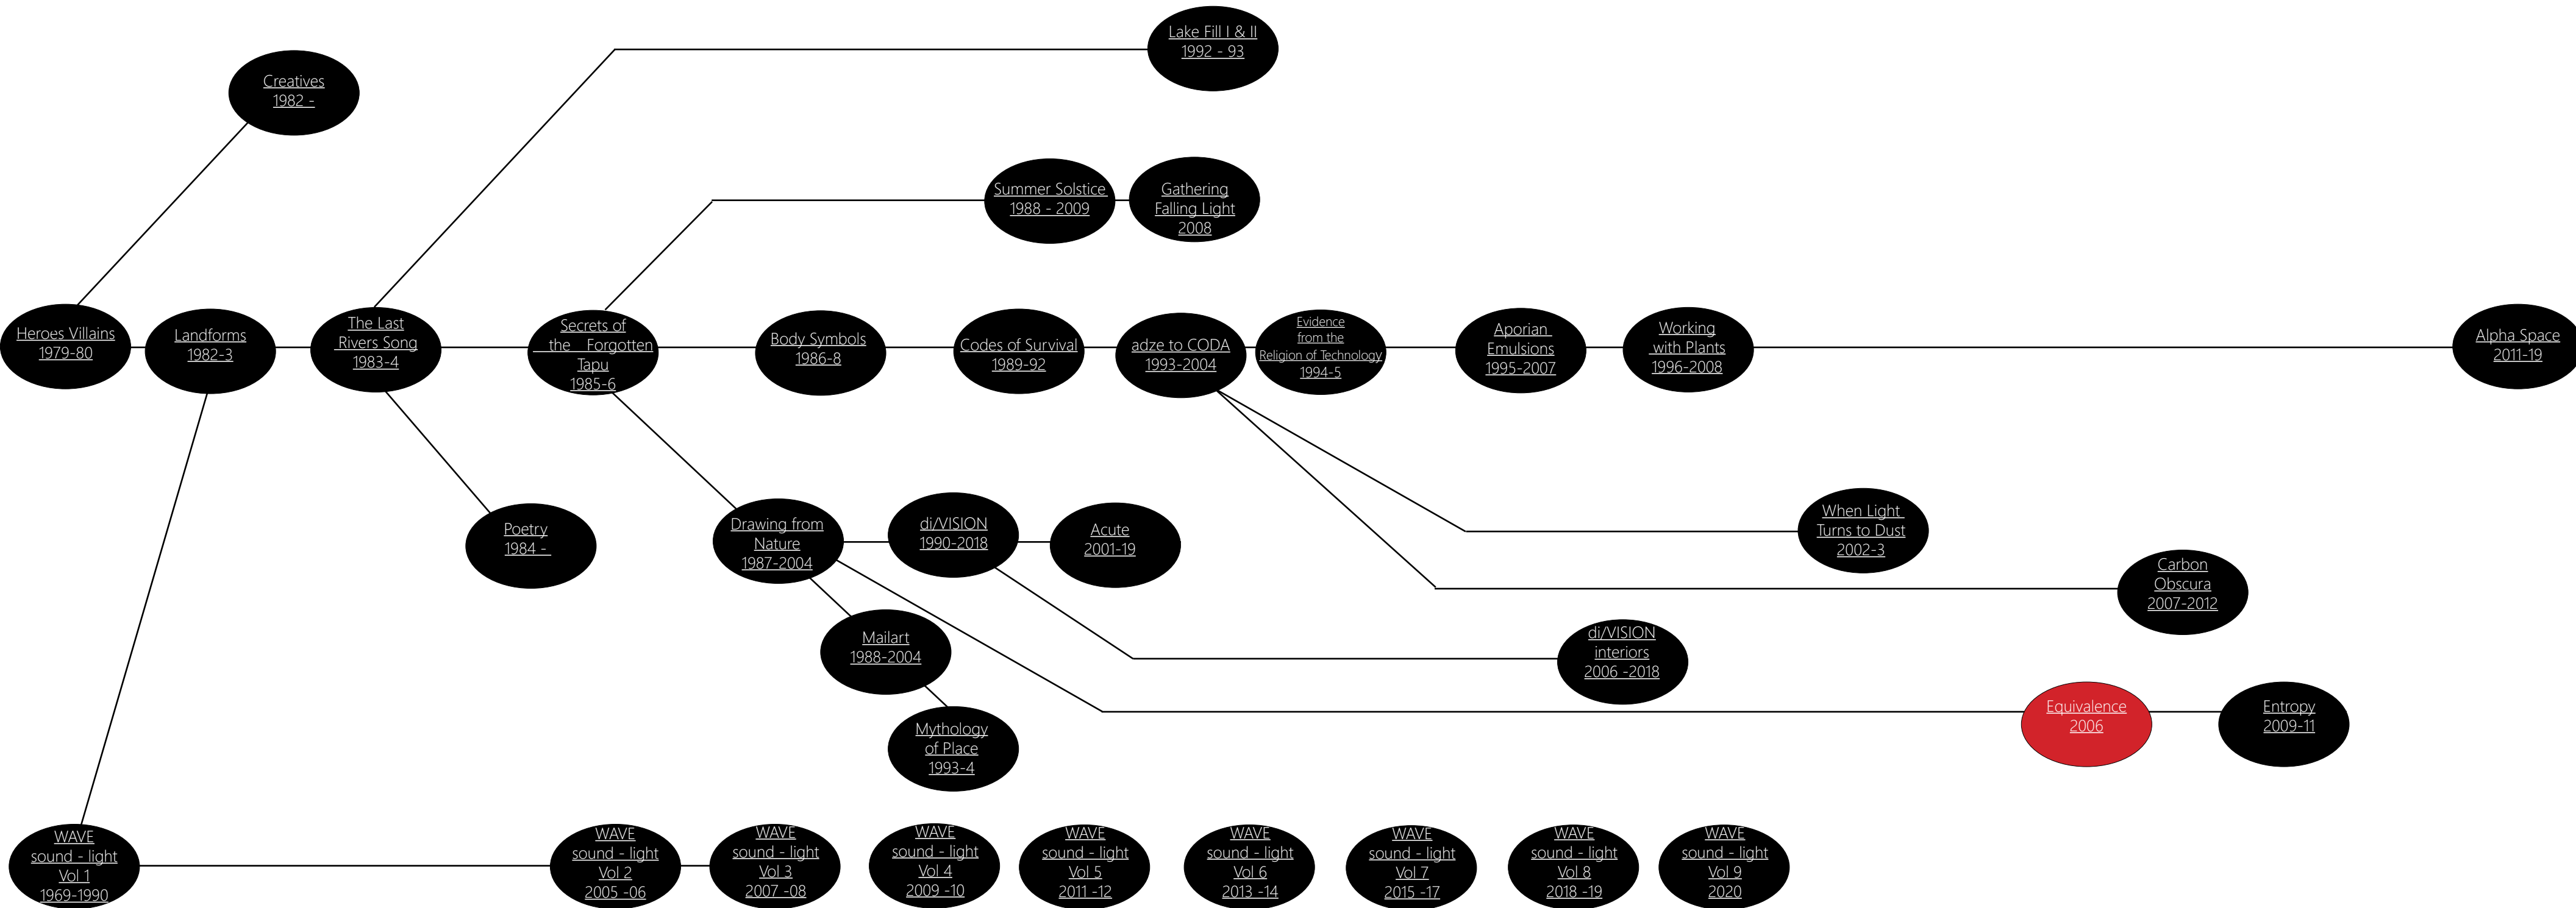 Lake Fill I & II
1992 - 93
Creatives
1982 -
Summer Solstice
1988 - 2009
Gathering
Falling Light
2008
Heroes Villains
1979-80
Landforms
1982-3
The Last
Rivers Song
1983-4
Secrets of
the Forgotten
Tapu
1985-6
Body Symbols
1986-8
Codes of Survival
1989-92
adze to CODA
1993-2004
Evidence
from the
Religion of Technology
1994-5
Aporian
Emulsions
1995-2007
Working
with Plants
1996-2008
Alpha Space
2011-19
Poetry
1984 -
Drawing from
Nature
1987-2004
di/VISION
1990-2018
Acute
2001-19
When Light
Turns to Dust
2002-3
Carbon
Obscura
2007-2012
Mailart
1988-2004
di/VISION
interiors
2006 -2018
Mythology
of Place
1993-4
Equivalence
2006
Entropy
2009-11
WAVE
sound - light
Vol 1
1969-1990
WAVE
sound - light
Vol 2
2005 -06
WAVE
sound - light
Vol 3
2007 -08
WAVE
sound - light
Vol 4
2009 -10
WAVE
sound - light
Vol 5
2011 -12
WAVE
sound - light
Vol 6
2013 -14
WAVE
sound - light
Vol 7
2015 -17
WAVE
sound - light
Vol 8
2018 -19
WAVE
sound - light
Vol 9
2020